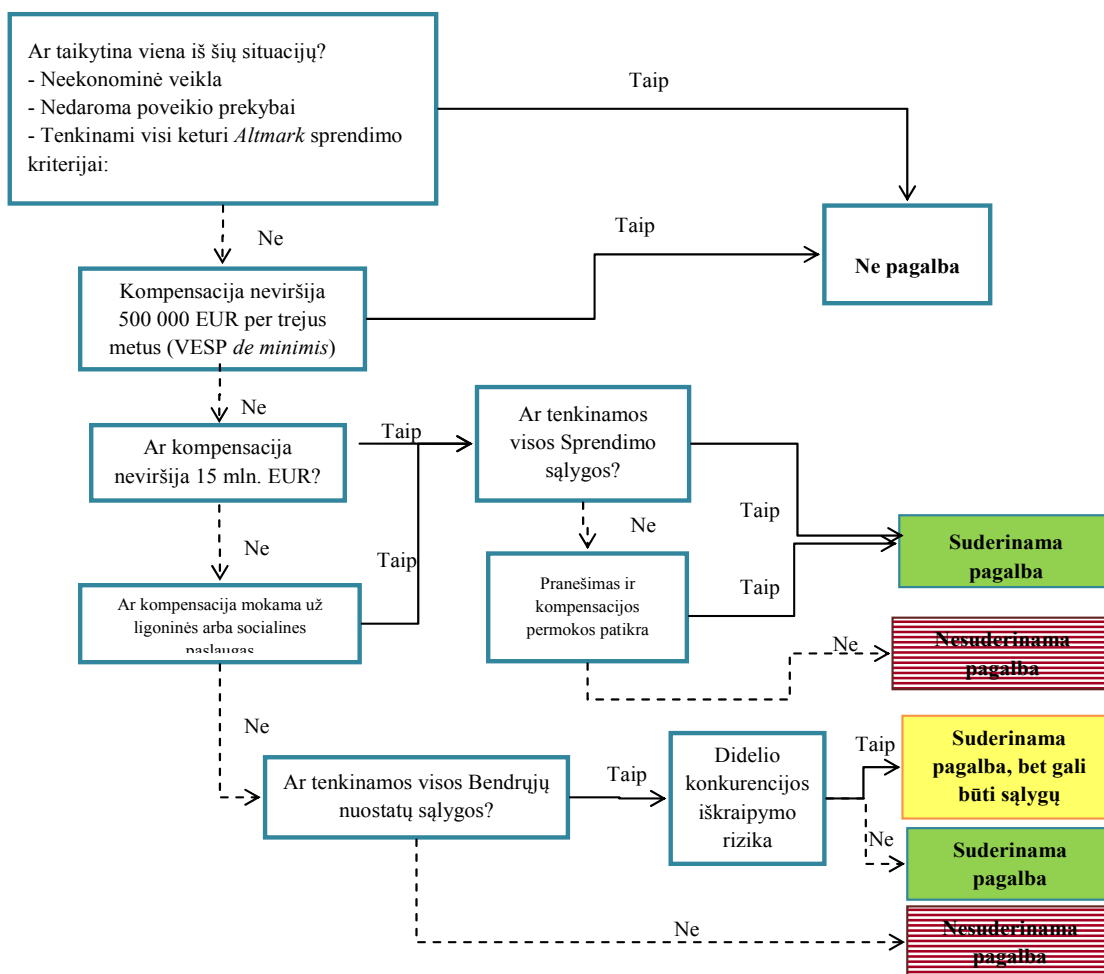 Ar taikytina viena iš šių situacijų?
- Neekonominė veikla
- Nedaroma poveikio prekybai
- Tenkinami visi keturi Altmark sprendimo
kriterijai:
Taip
Ne
Taip
Ne pagalba
Kompensacija neviršija
500 000 EUR per trejus
metus (VESP de minimis)
Ne
Ar kompensacija
neviršija 15 mln. EUR?
Taip
Ar tenkinamos
visos Sprendimo
sąlygos?
Taip
Ne
Ne
Taip
Suderinama
pagalba
Ar kompensacija mokama už
ligoninės arba socialines
paslaugas
Pranešimas ir
kompensacijos
permokos patikra
Taip
Ne
Nesuderinama
pagalba
Ne
Ar tenkinamos visos Bendrųjų
nuostatų sąlygos?
Taip
Didelio
konkurencijos
iškraipymo
rizika
Taip
Suderinama
pagalba, bet gali
būti sąlygų
Ne
Suderinama
pagalba
Ne
Nesuderinama
pagalba